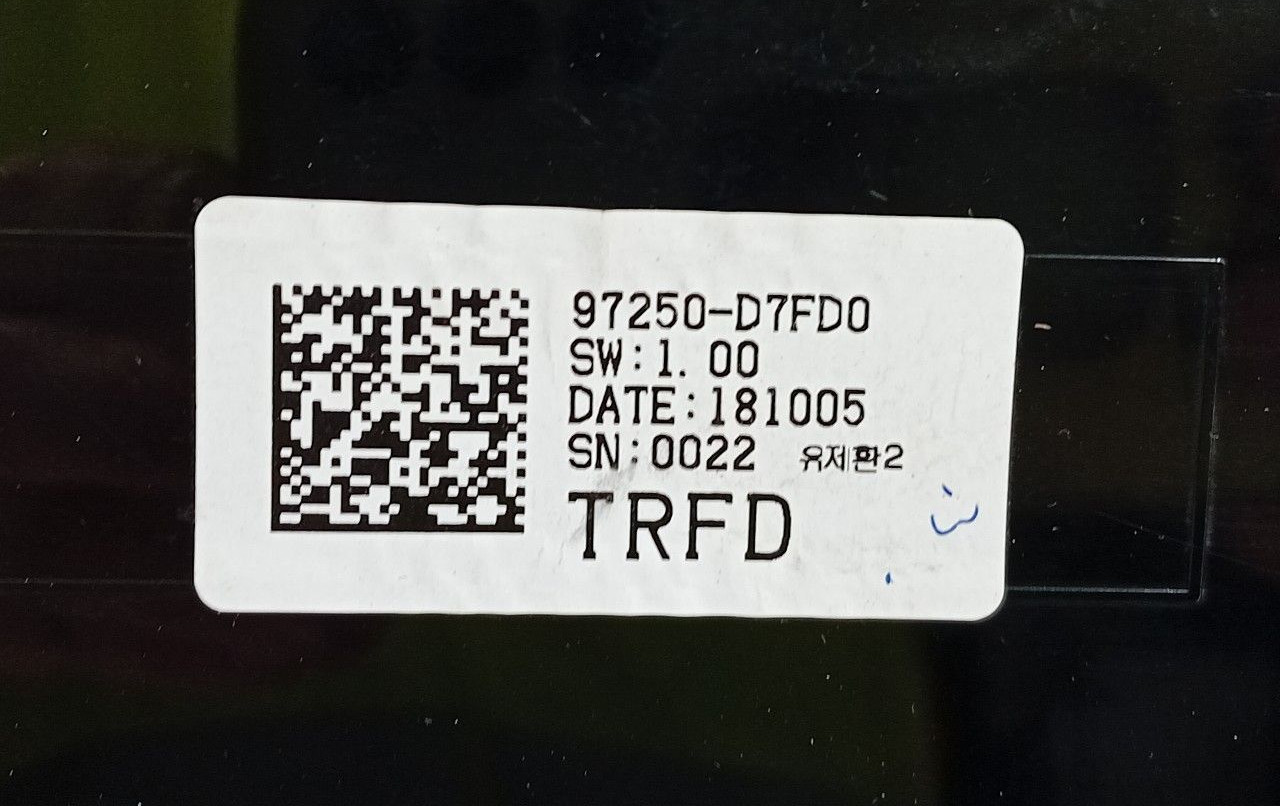 97250-D7FD0
SW:1.00
DATE:181005
SN:0022 유제환2
TRFD